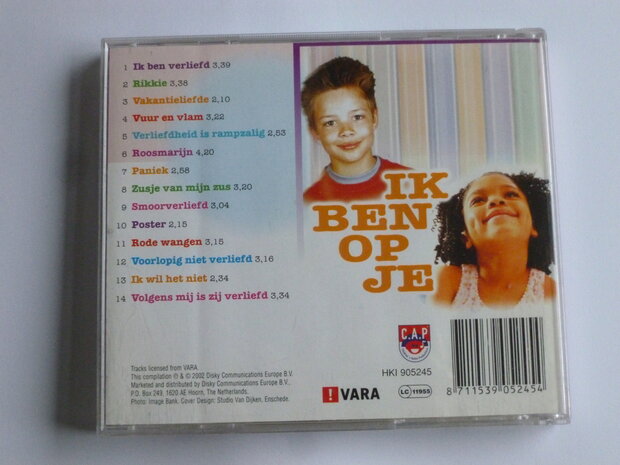 1 Ik ben verliefd 3,39
2 Rikkie 3,38
3 Vakantieliefde 2,10
4 Vuur en vlam 3,22
5 Verliefdheid is rampzalig 2,53
6 Roosmarijn 4,20
7 Paniek 2,58
8 Zusje van mijn zus 3,20
9 Smoorverliefd 3,04
10 Poster 2,15
11 Rode wangen 3,15
12 Voorlopig niet verliefd 3,16
13 Ik wil het niet 2,34
14 Volgens mij is zij verliefd 3,34
IK
BEN
OP
JE
Tracks licensed from VARA.
This compilation ℗ & © 2002 Disky Communications Europe B.V.
Marketed and distributed by Disky Communications Europe B.V.,
P.O. Box 249, 1620 AE Hoorn, The Netherlands.
Photo: Image Bank. Cover Design: Studio Van Dijken, Enschede.
! VARA
C.A.P
HKI 905245
LC 11955
8 711539 052454